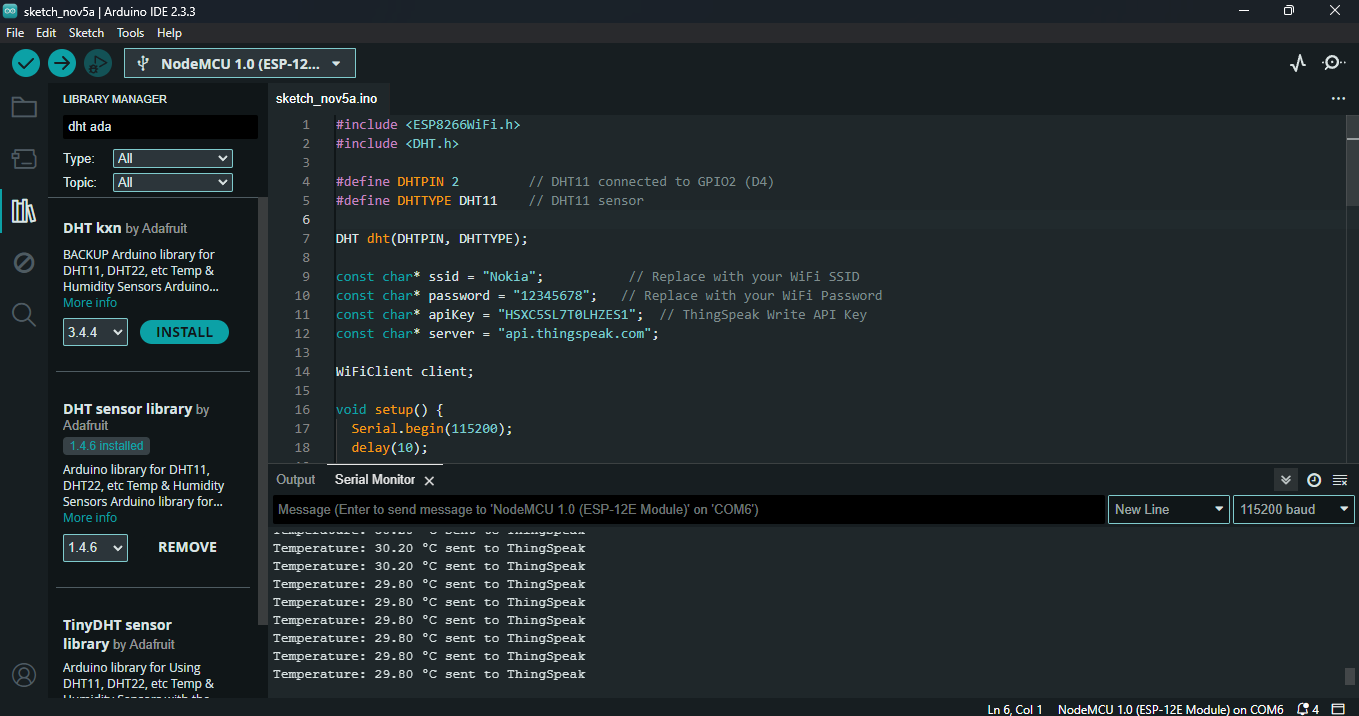 sketch_nov5a | Arduino IDE 2.3.3
File Edit Sketch Tools Help
NodeMCU 1.0 (ESP-12...
LIBRARY MANAGER
dht ada
Type: All
Topic: All
DHT kxn by Adafruit
BACKUP Arduino library for
DHT11, DHT22, etc Temp &
Humidity Sensors Arduino...
More info
3.4.4 INSTALL
DHT sensor library by
Adafruit
1.4.6 installed
Arduino library for DHT11,
DHT22, etc Temp & Humidity
Sensors Arduino library for...
More info
1.4.6 REMOVE
TinyDHT sensor
library by Adafruit
Arduino library for Using
DHT11, DHT22, etc Temp &
sketch_nov5a.ino
1 #include <ESP8266WiFi.h>
2 #include <DHT.h>
3
4 #define DHTPIN 2 // DHT11 connected to GPIO2 (D4)
5 #define DHTTYPE DHT11 // DHT11 sensor
6
7 DHT dht(DHTPIN, DHTTYPE);
8
9 const char* ssid = "Nokia"; // Replace with your WiFi SSID
10 const char* password = "12345678"; // Replace with your WiFi Password
11 const char* apiKey = "HSXC5SL7T0LHZES1"; // ThingSpeak Write API Key
12 const char* server = "api.thingspeak.com";
13
14 WiFiClient client;
15
16 void setup() {
17 Serial.begin(115200);
18 delay(10);
Output Serial Monitor
Message (Enter to send message to 'NodeMCU 1.0 (ESP-12E Module)' on 'COM6')
New Line 115200 baud
Temperature: 30.20 °C sent to ThingSpeak
Temperature: 30.20 °C sent to ThingSpeak
Temperature: 29.80 °C sent to ThingSpeak
Temperature: 29.80 °C sent to ThingSpeak
Temperature: 29.80 °C sent to ThingSpeak
Temperature: 29.80 °C sent to ThingSpeak
Temperature: 29.80 °C sent to ThingSpeak
Temperature: 29.80 °C sent to ThingSpeak
Ln 6, Col 1 NodeMCU 1.0 (ESP-12E Module) on COM6 4